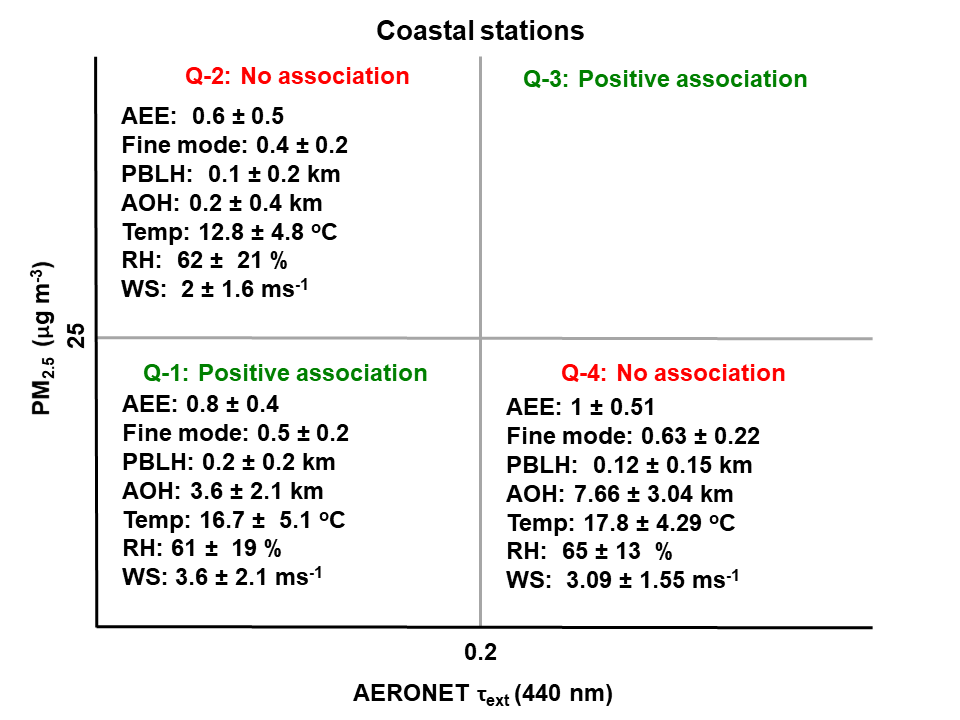 Coastal stations
Q-2: No association
AEE: 0.6 ± 0.5
Fine mode: 0.4 ± 0.2
PBLH: 0.1 ± 0.2 km
AOH: 0.2 ± 0.4 km
Temp: 12.8 ± 4.8 ºC
RH: 62 ± 21 %
WS: 2 ± 1.6 ms⁻¹
Q-3: Positive association
PM₂.₅ (µg m⁻³)
25
Q-1: Positive association
AEE: 0.8 ± 0.4
Fine mode: 0.5 ± 0.2
PBLH: 0.2 ± 0.2 km
AOH: 3.6 ± 2.1 km
Temp: 16.7 ± 5.1 ºC
RH: 61 ± 19 %
WS: 3.6 ± 2.1 ms⁻¹
Q-4: No association
AEE: 1 ± 0.51
Fine mode: 0.63 ± 0.22
PBLH: 0.12 ± 0.15 km
AOH: 7.66 ± 3.04 km
Temp: 17.8 ± 4.29 ºC
RH: 65 ± 13 %
WS: 3.09 ± 1.55 ms⁻¹
0.2
AERONET τₑₓₜ (440 nm)